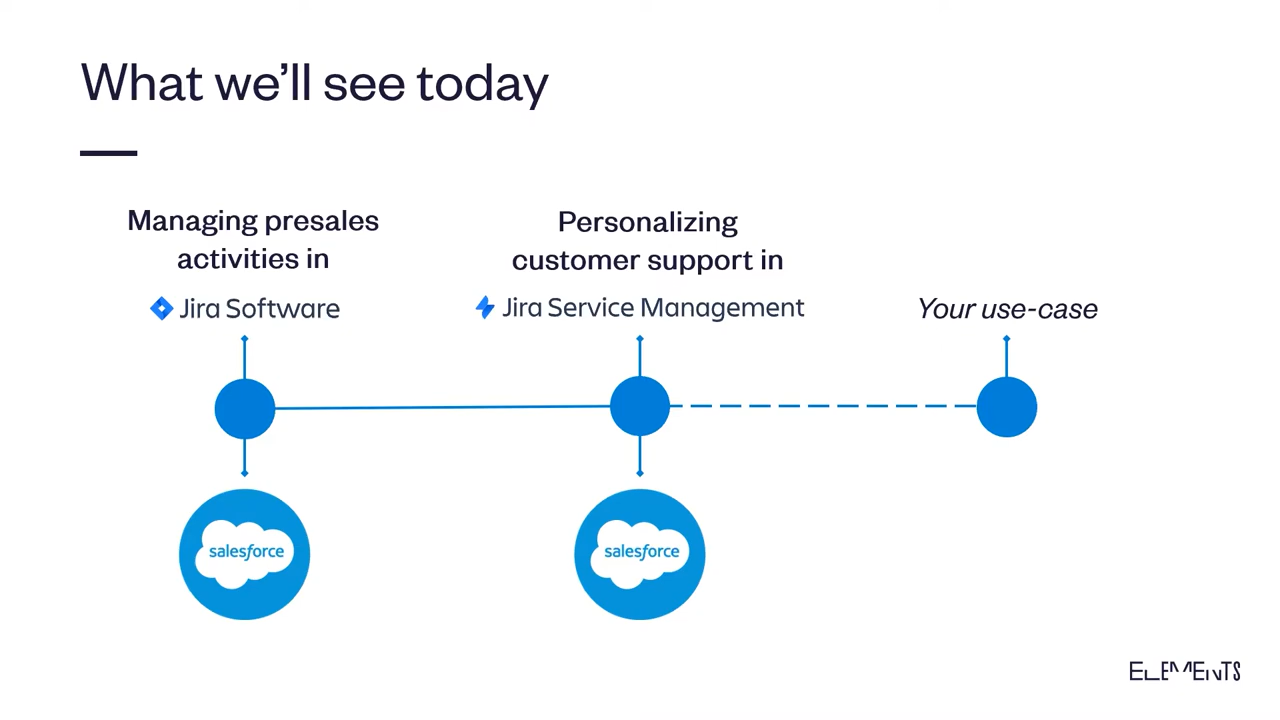 What we’ll see today
Managing presales
activities in
Jira Software
Personalizing
customer support in
Jira Service Management
Your use-case
salesforce
salesforce
ELEMENTS